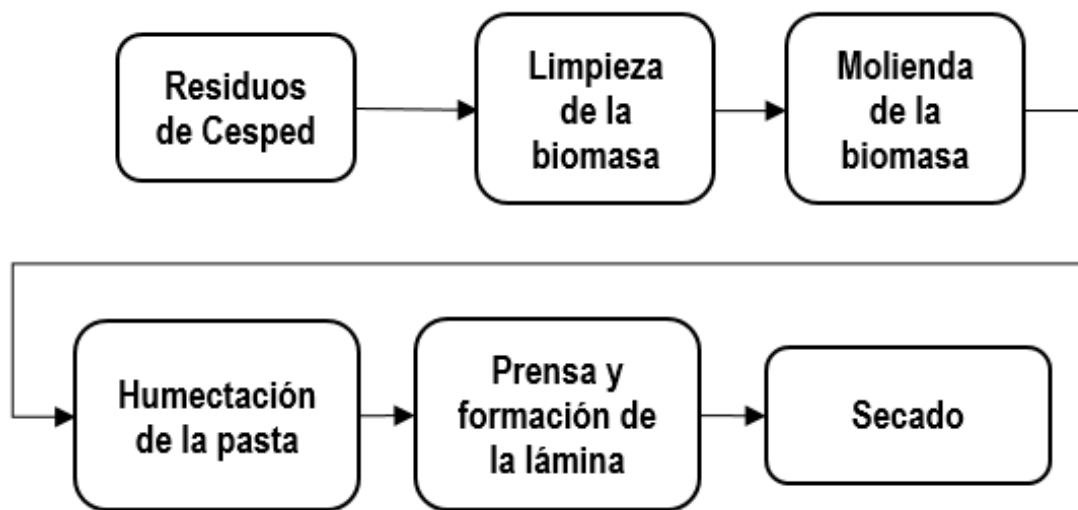 Residuos
de Cesped
Limpieza
de la
biomasa
Molienda
de la
biomasa
Humectación
de la pasta
Prensa y
formación de
la lámina
Secado